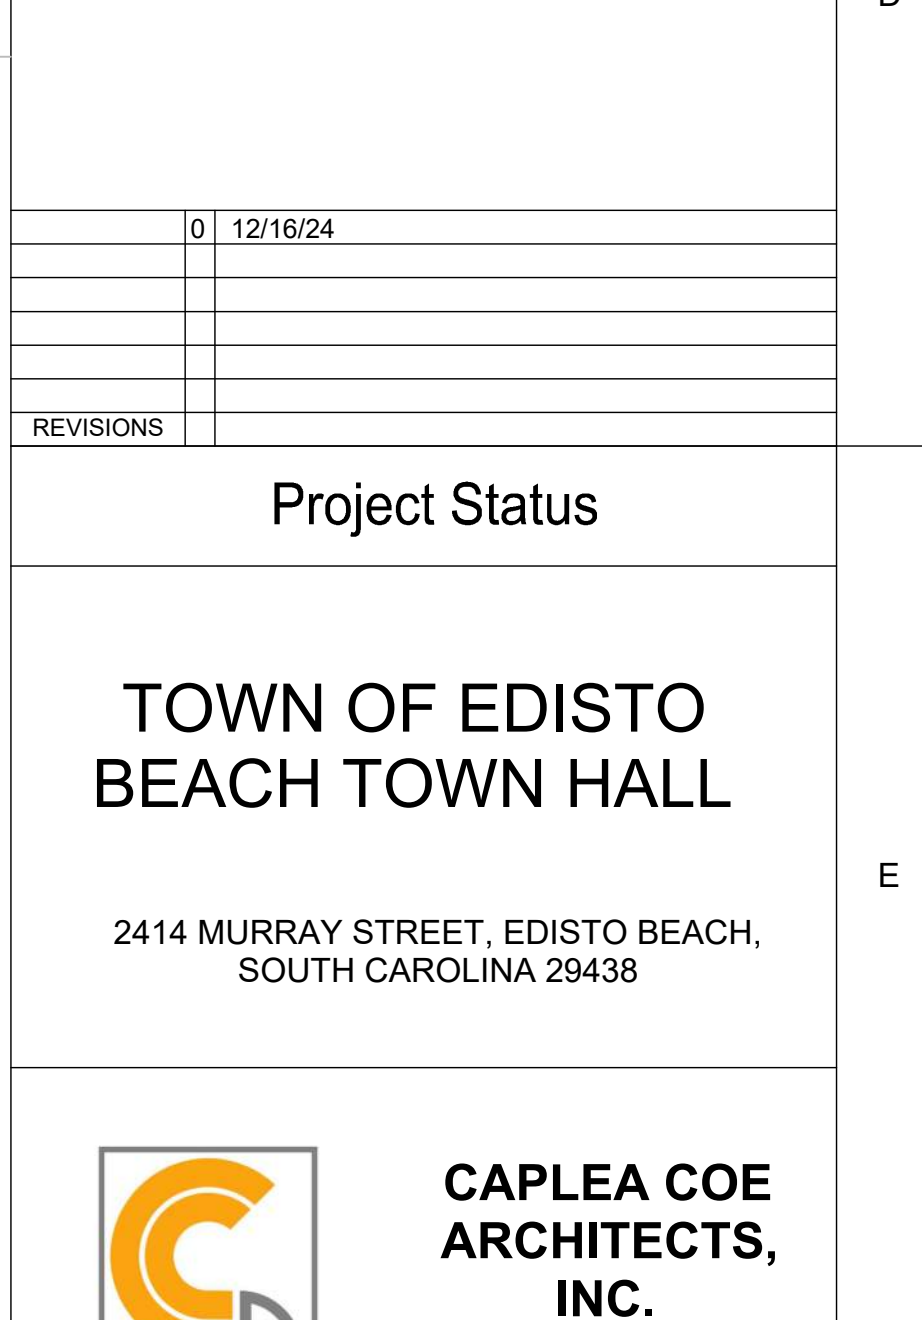 0 12/16/24
REVISIONS
Project Status
TOWN OF EDISTO
BEACH TOWN HALL
E
2414 MURRAY STREET, EDISTO BEACH,
SOUTH CAROLINA 29438
CAPLEA COE
ARCHITECTS,
INC.